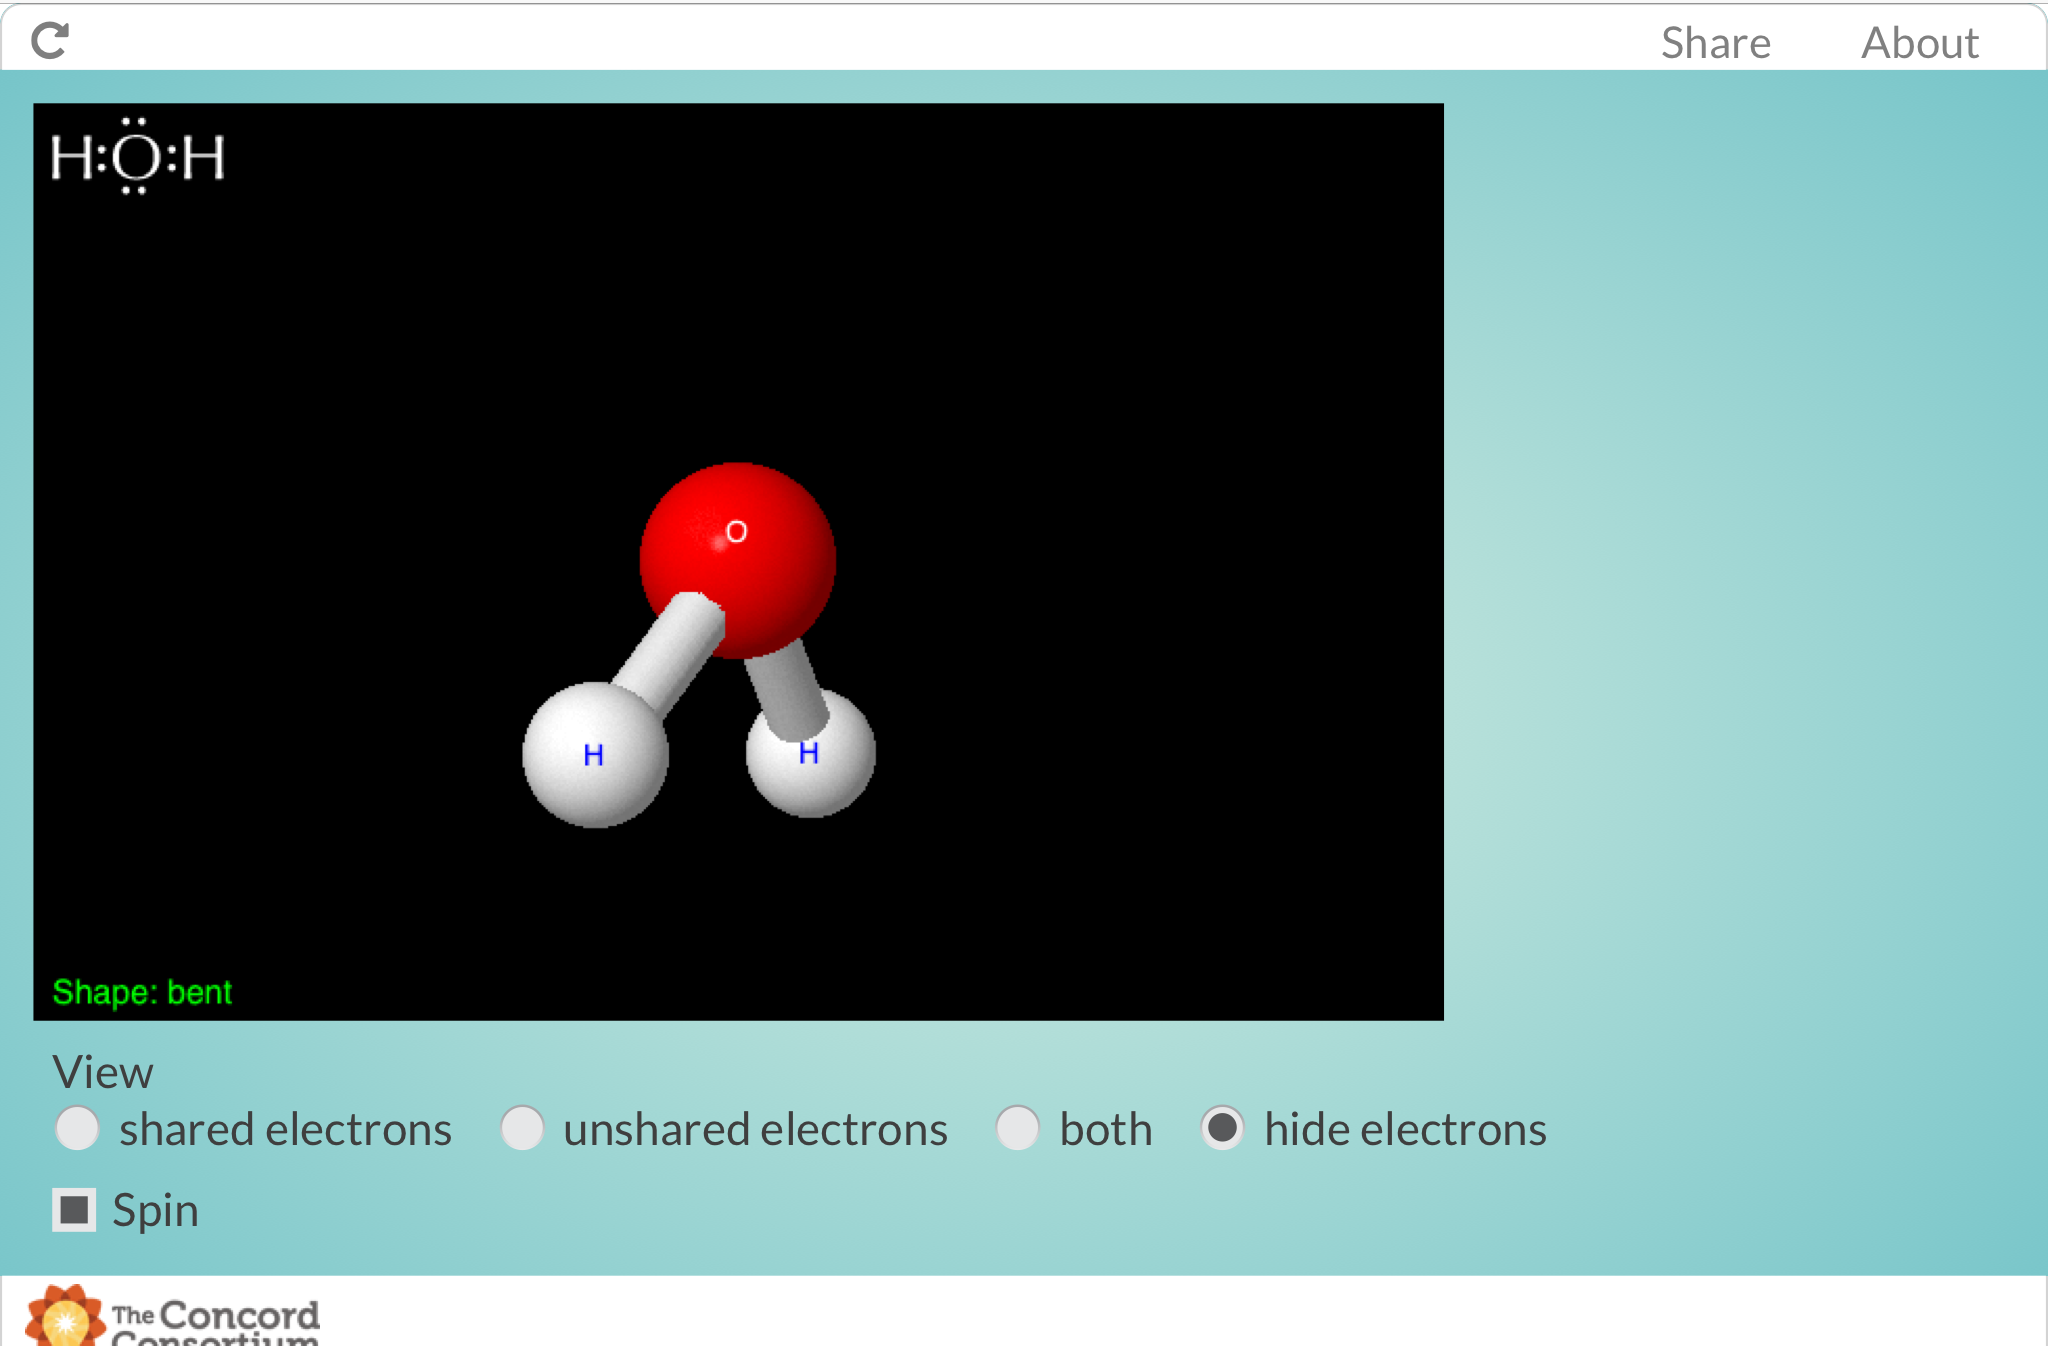 Share About
H:Ö:H
O
H H
Shape: bent
View
shared electrons unshared electrons both hide electrons
Spin
The Concord
Consortium